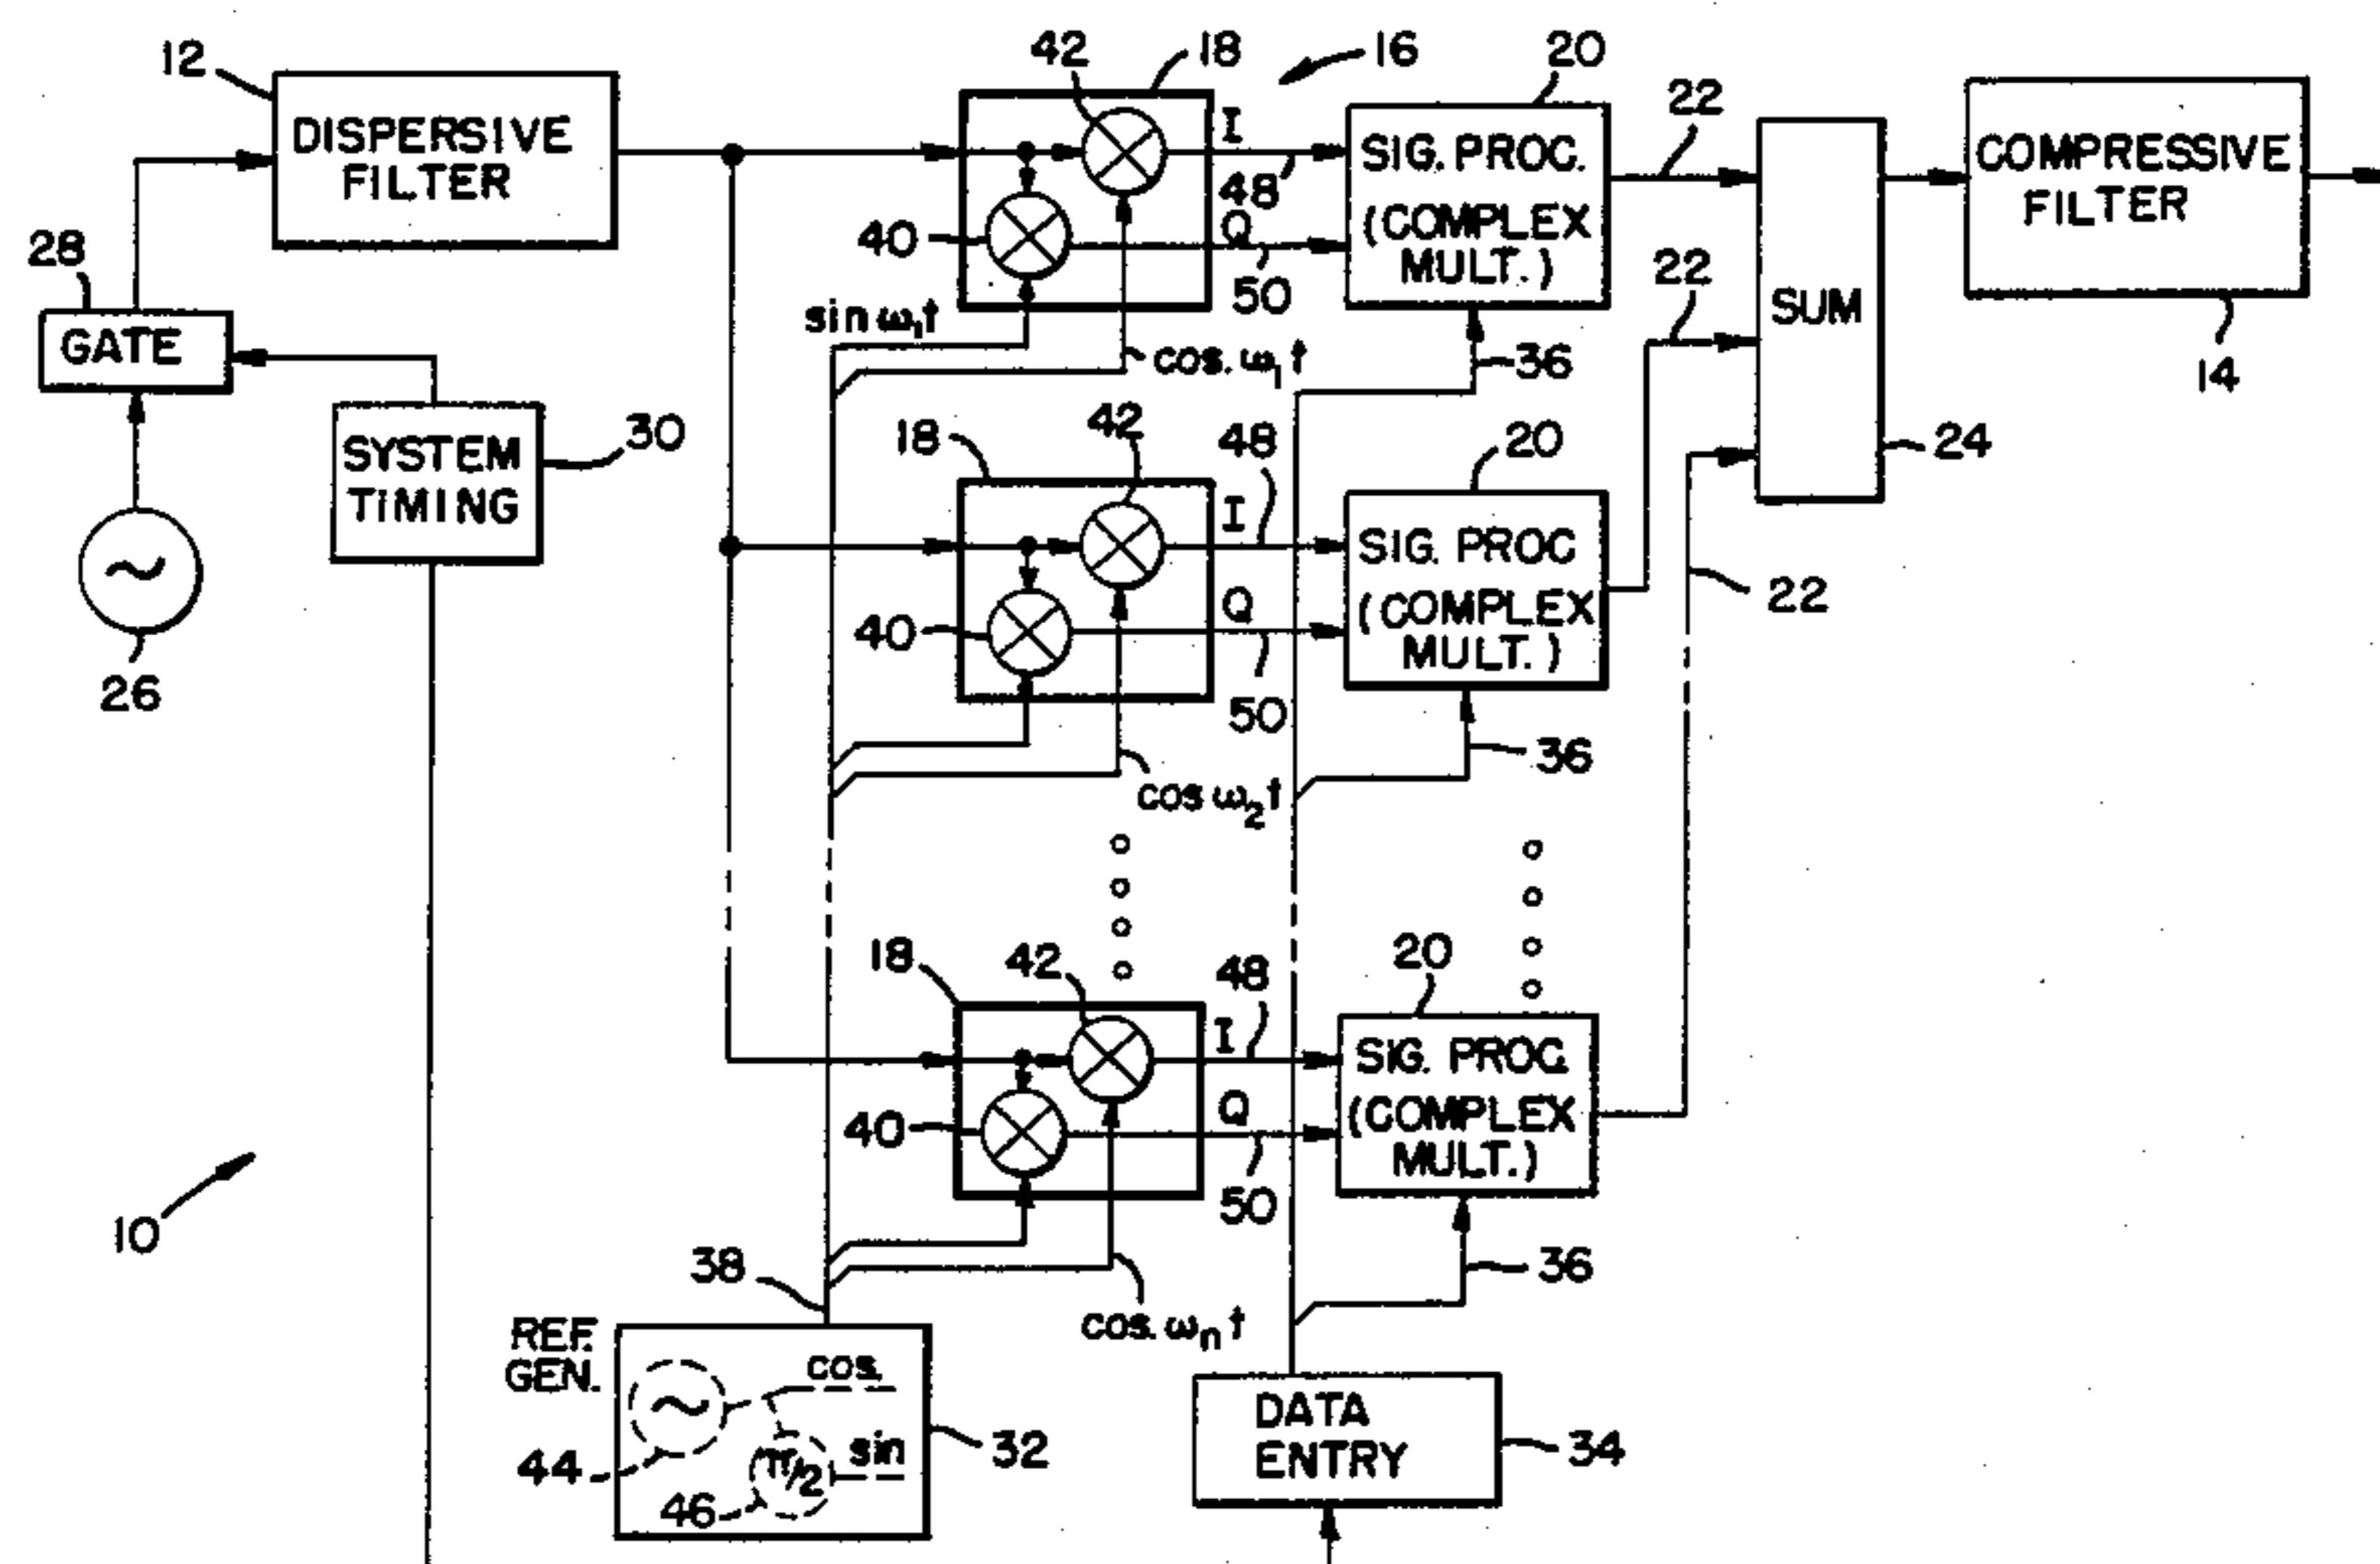 12
DISPERSIVE
FILTER
42
18
16
20
22
I
48
Q
50
SIG. PROC.
(COMPLEX
MULT.)
22
SUM
24
COMPRESSIVE
FILTER
14
28
GATE
40
sin ω₁t
cos. ω₁t
36
SYSTEM
TIMING
30
26
18
42
48
I
Q
40
50
20
SIG. PROC
(COMPLEX
MULT.)
22
36
cos ω₂t
18
42
48
I
Q
40
50
20
SIG. PROC.
(COMPLEX
MULT.)
36
10
38
cos. ωₙt
REF.
GEN.
cos.
sin
π/2
44
46
32
DATA
ENTRY
34